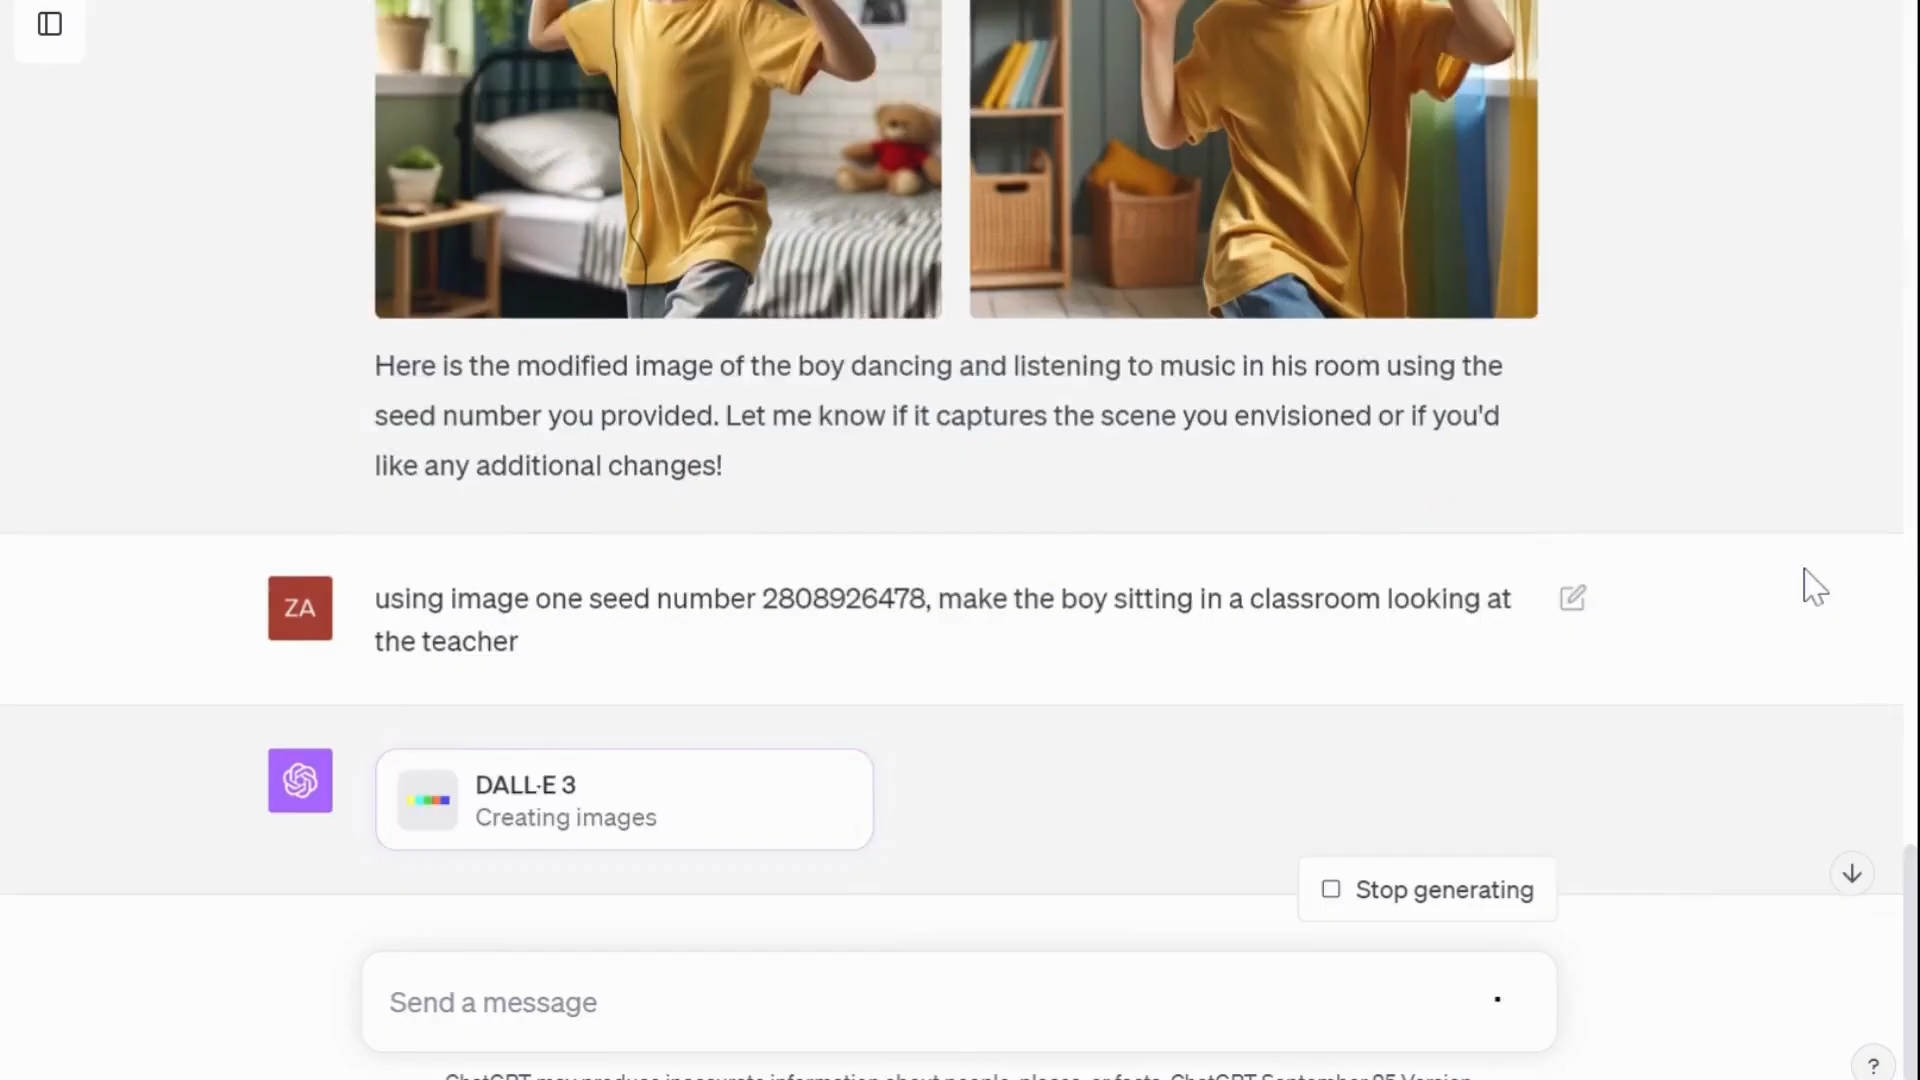 Here is the modified image of the boy dancing and listening to music in his room using the
seed number you provided. Let me know if it captures the scene you envisioned or if you'd
like any additional changes!
ZA
using image one seed number 2808926478, make the boy sitting in a classroom looking at
the teacher
DALL·E 3
Creating images
Stop generating
Send a message
?